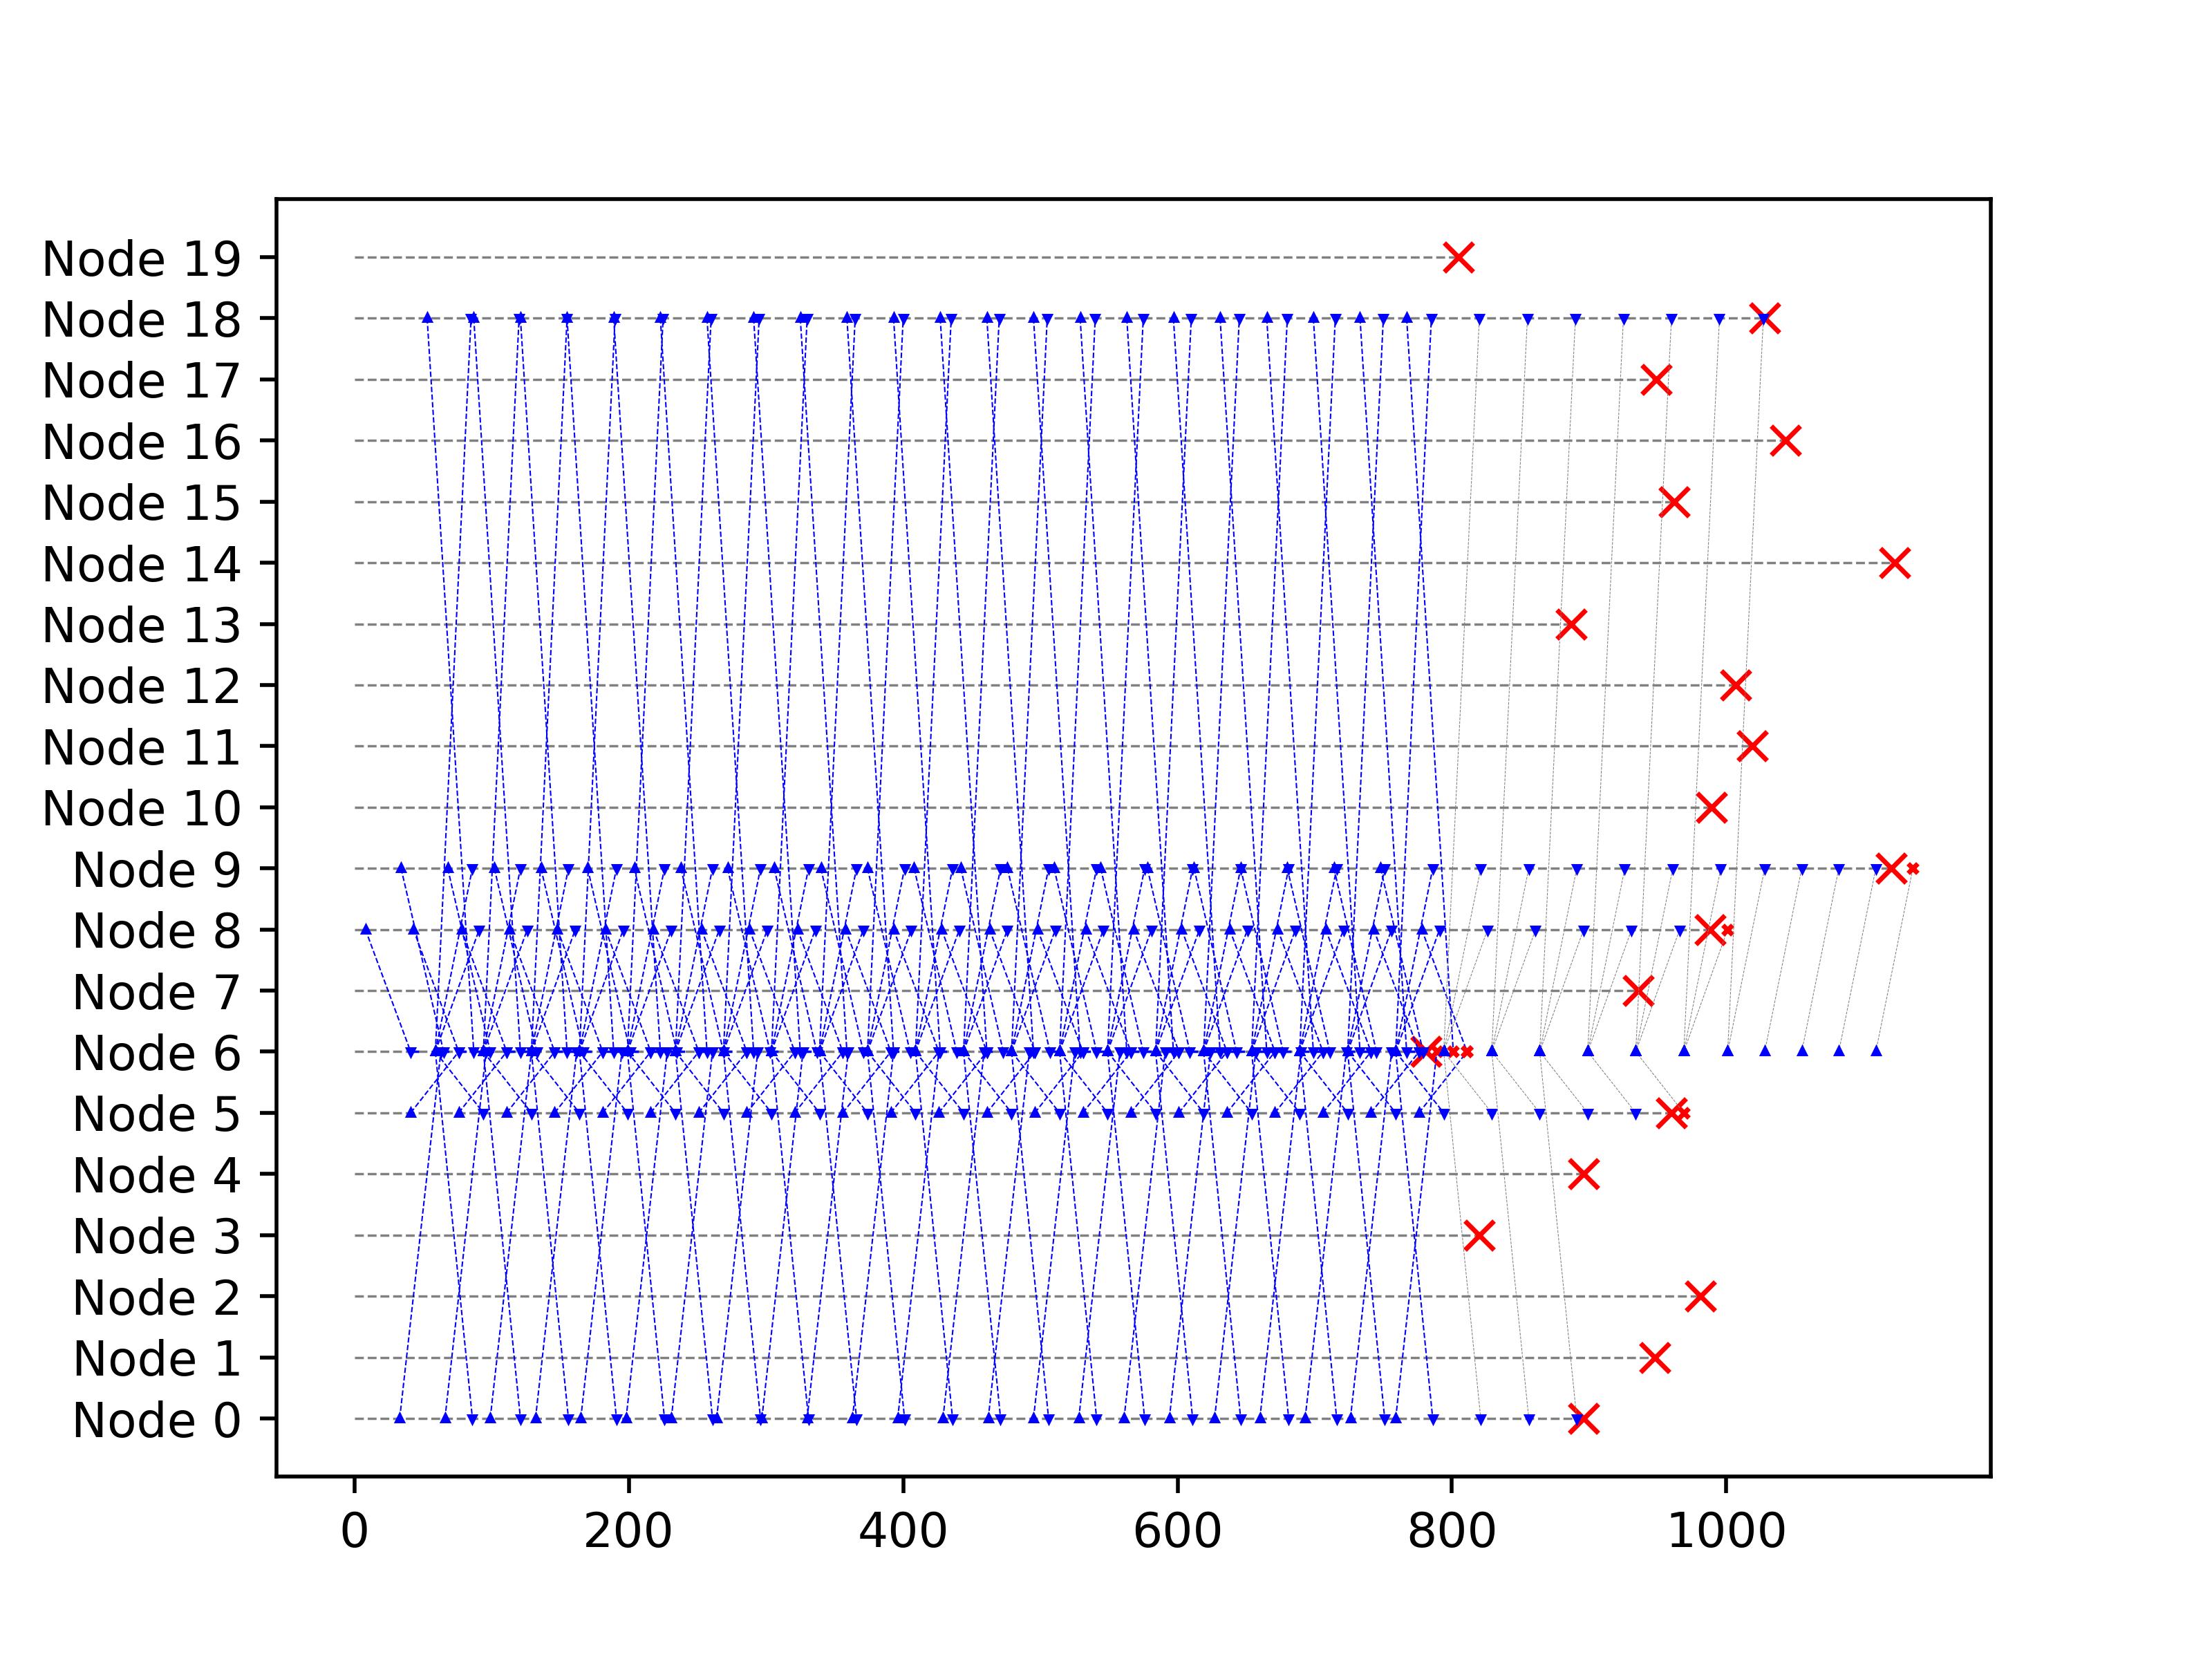 Node 19
Node 18
Node 17
Node 16
Node 15
Node 14
Node 13
Node 12
Node 11
Node 10
Node 9
Node 8
Node 7
Node 6
Node 5
Node 4
Node 3
Node 2
Node 1
Node 0
0 200 400 600 800 1000